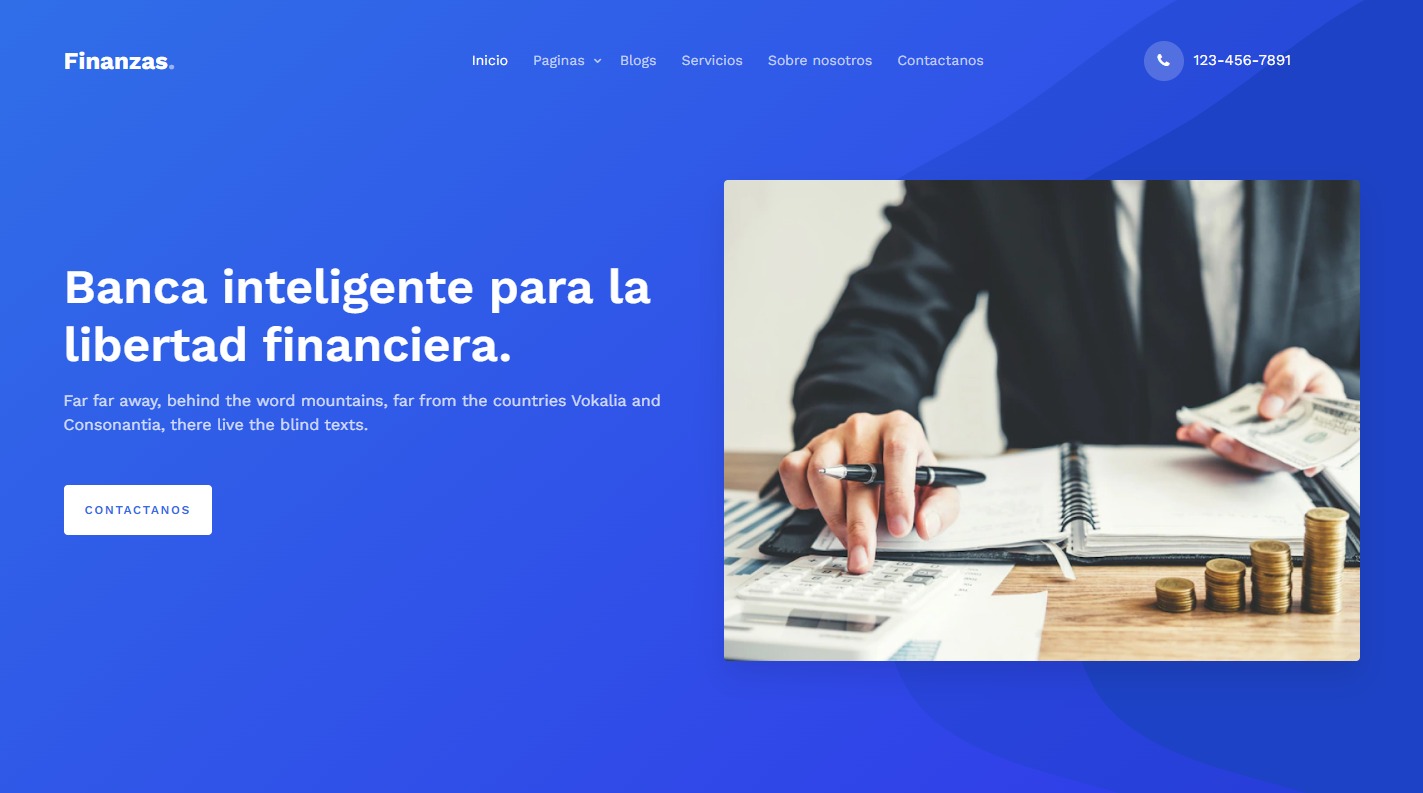 Finanzas.
Inicio Paginas Blogs Servicios Sobre nosotros Contactanos
123-456-7891
Banca inteligente para la
libertad financiera.
Far far away, behind the word mountains, far from the countries Vokalia and
Consonantia, there live the blind texts.
CONTACTANOS